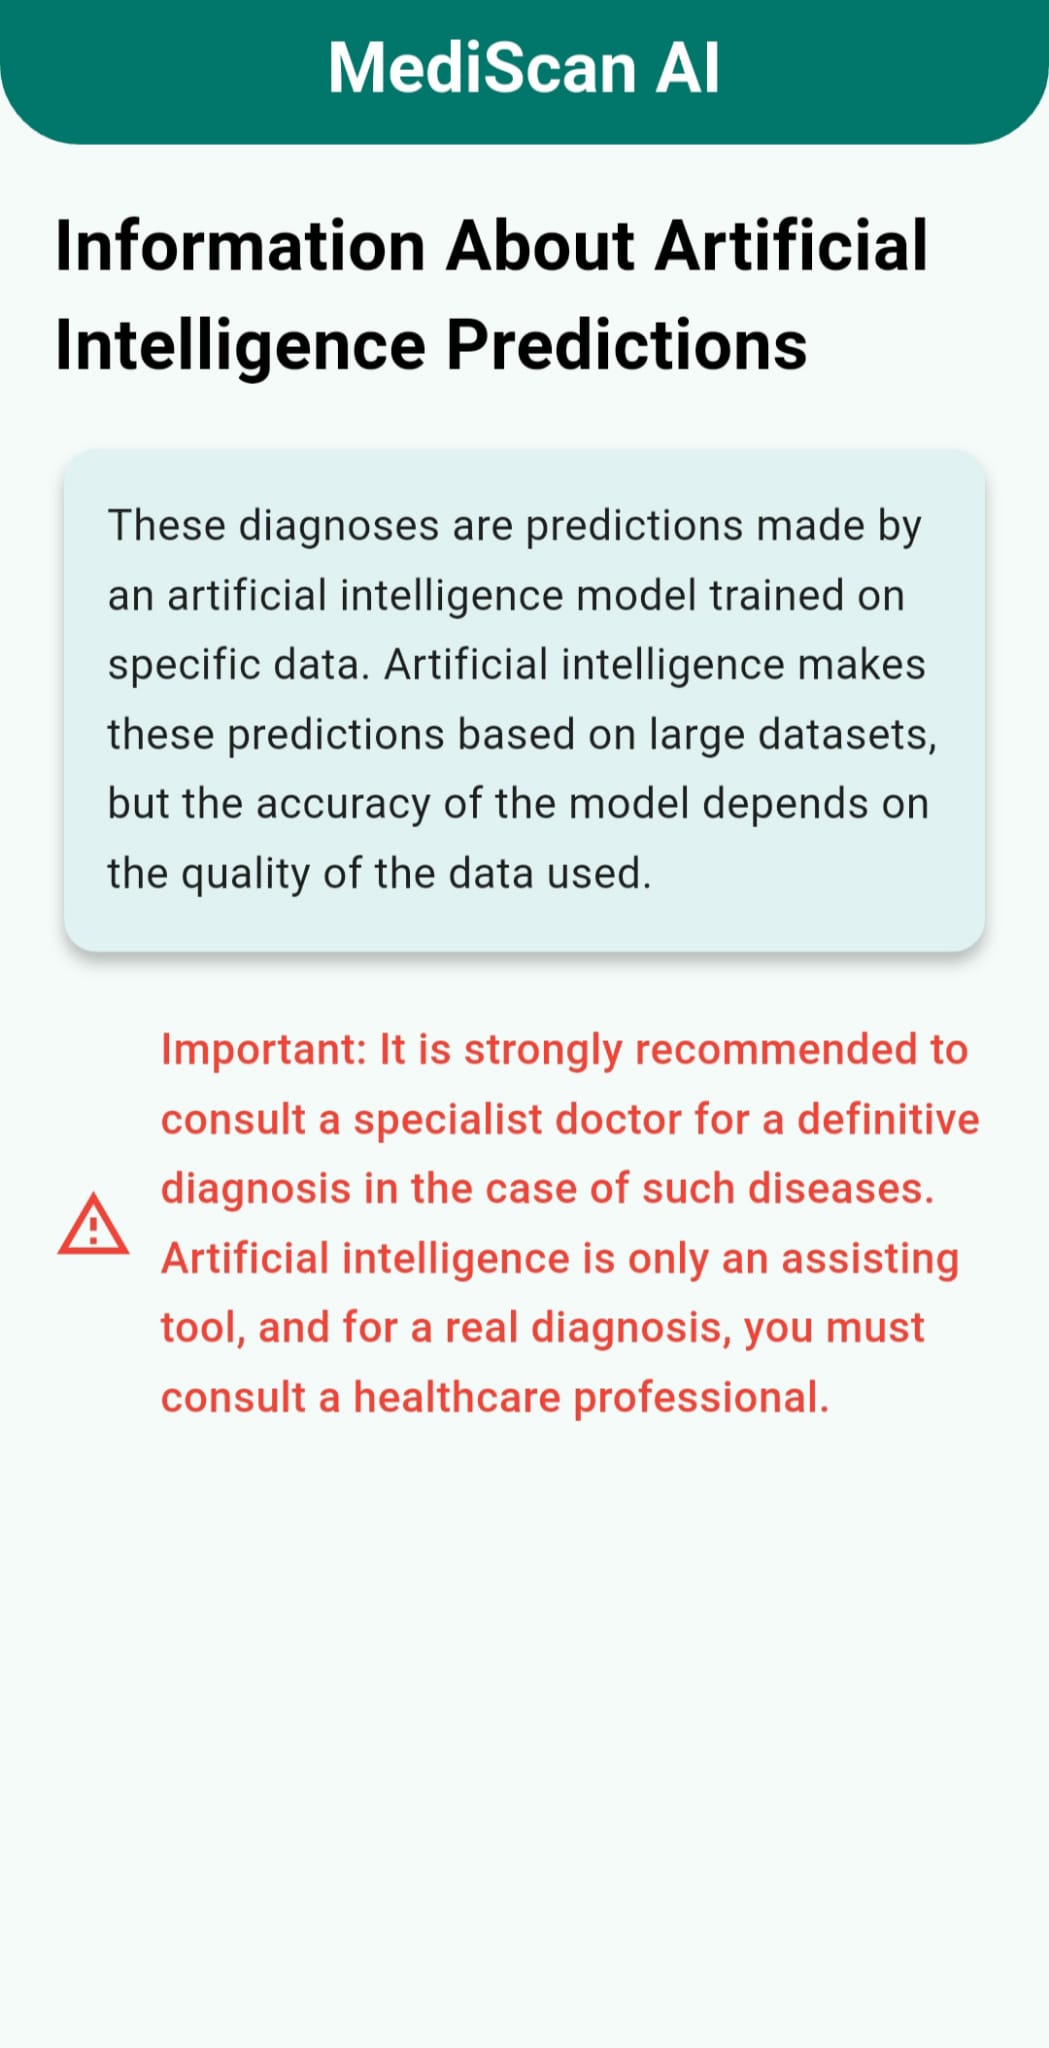 MediScan AI
Information About Artificial
Intelligence Predictions
These diagnoses are predictions made by
an artificial intelligence model trained on
specific data. Artificial intelligence makes
these predictions based on large datasets,
but the accuracy of the model depends on
the quality of the data used.
Important: It is strongly recommended to
consult a specialist doctor for a definitive
diagnosis in the case of such diseases.
Artificial intelligence is only an assisting
tool, and for a real diagnosis, you must
consult a healthcare professional.